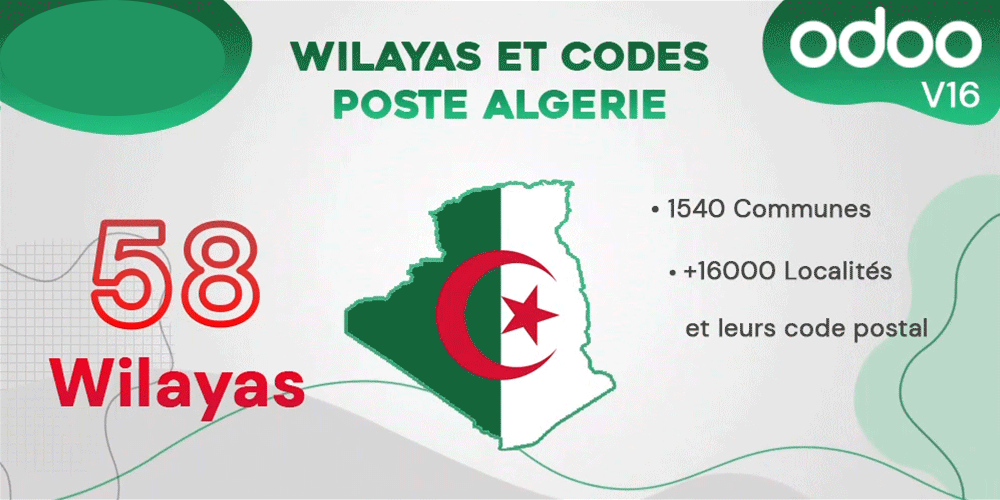 WILAYAS ET CODES
POSTE ALGERIE
odoo
V16
58
Wilayas
• 1540 Communes
• +16000 Localités
et leurs code postal